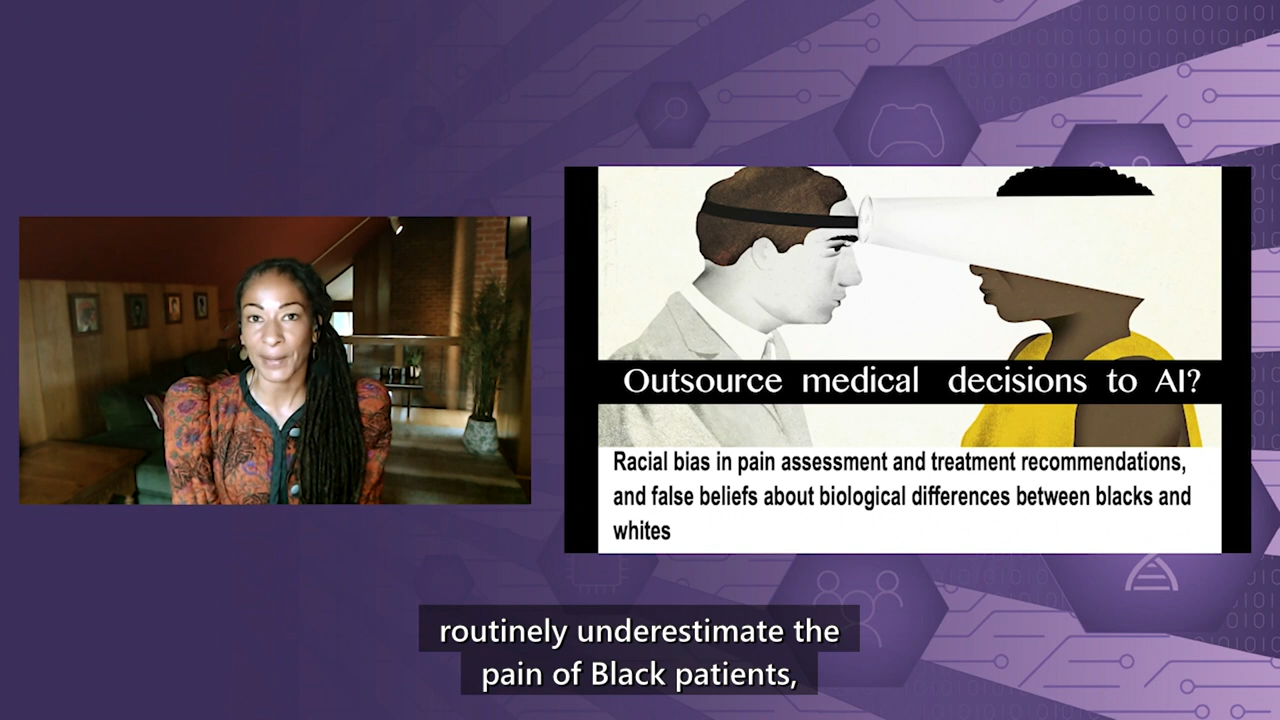 Outsource medical decisions to AI?
Racial bias in pain assessment and treatment recommendations,
and false beliefs about biological differences between blacks and
whites
routinely underestimate the
pain of Black patients,